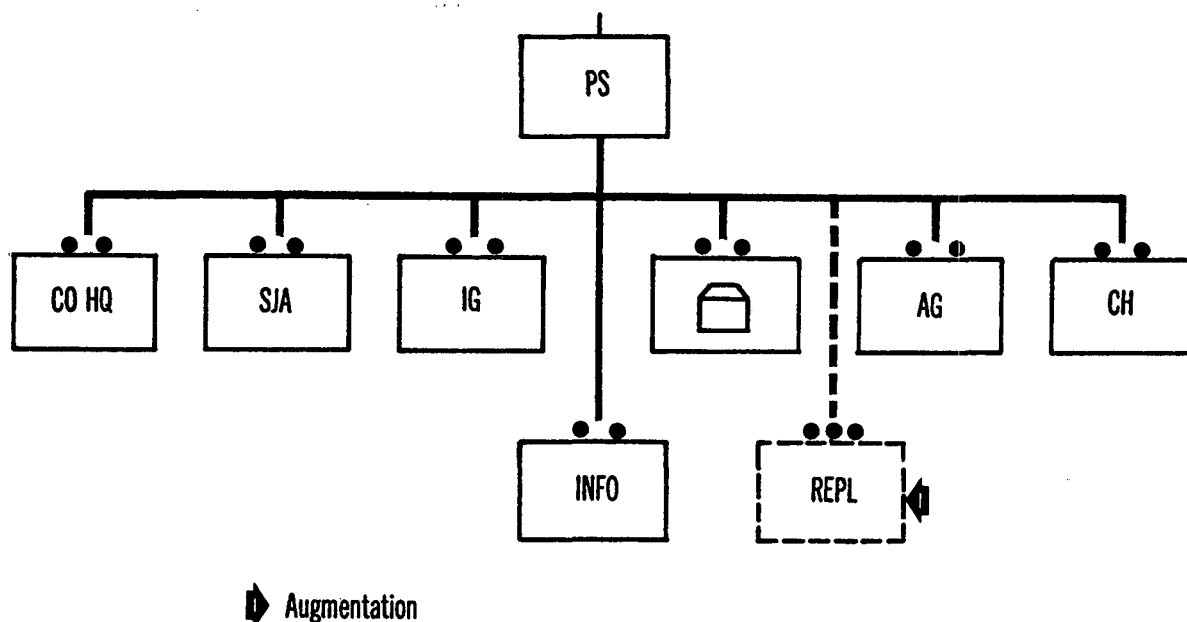 PS
CO HQ
SJA
IG
AG
CH
INFO
REPL
Augmentation